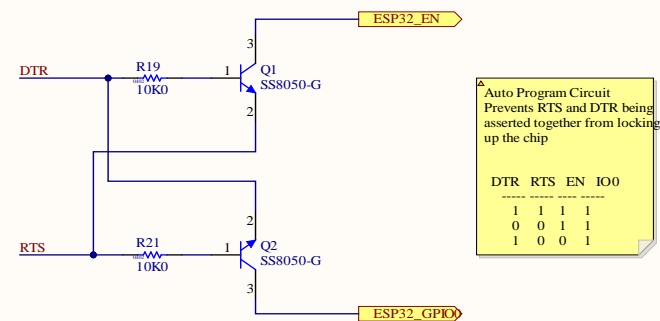 ESP32_EN
3
R19
DTR
1
Q1
10K0
SS8050-G
2
Auto Program Circuit
Prevents RTS and DTR being
asserted together from locking
up the chip
DTR RTS EN IO0
----- ----- ---- -----
1 1 1 1
0 0 1 1
1 0 0 1
2
R21
Q2
RTS
1
10K0
SS8050-G
3
ESP32_GPIO0